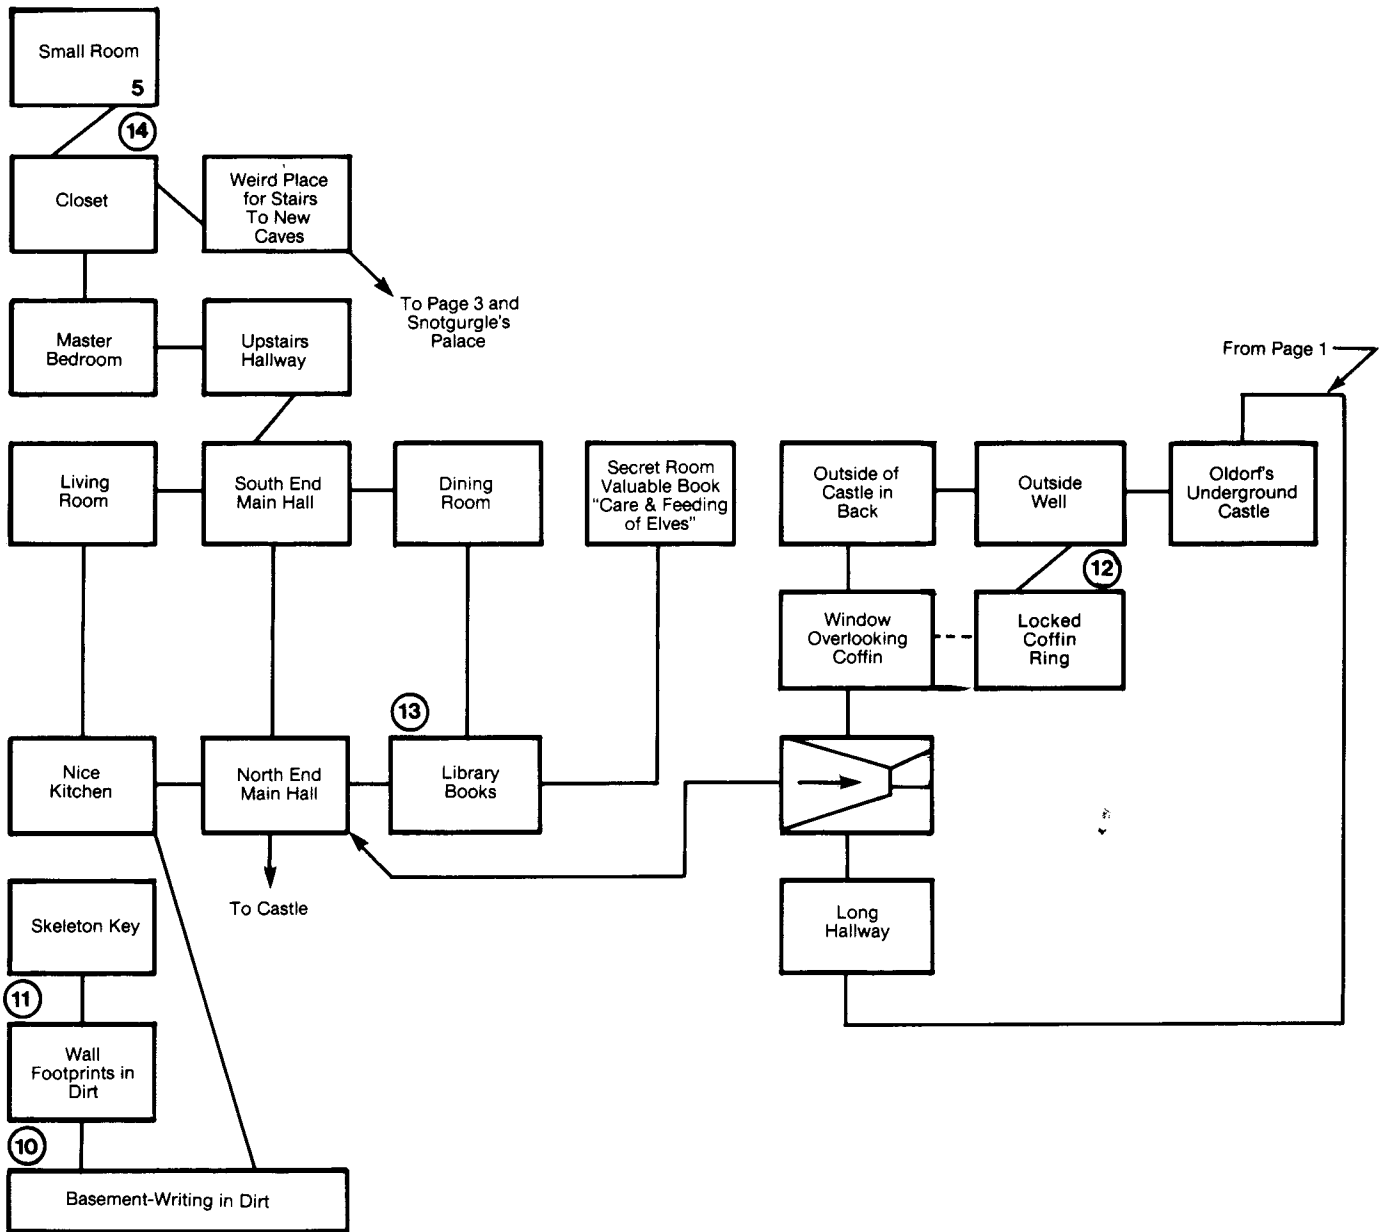 Small Room
5
14
Closet
Weird Place
for Stairs
To New
Caves
To Page 3 and
Snotgurgle's
Palace
Master
Bedroom
Upstairs
Hallway
From Page 1
Living
Room
South End
Main Hall
Dining
Room
Secret Room
Valuable Book
"Care & Feeding
of Elves"
Outside of
Castle in
Back
Outside
Well
Oldorf's
Underground
Castle
12
Window
Overlooking
Coffin
Locked
Coffin
Ring
13
Nice
Kitchen
North End
Main Hall
Library
Books
To Castle
Skeleton Key
Long
Hallway
11
Wall
Footprints in
Dirt
10
Basement-Writing in Dirt